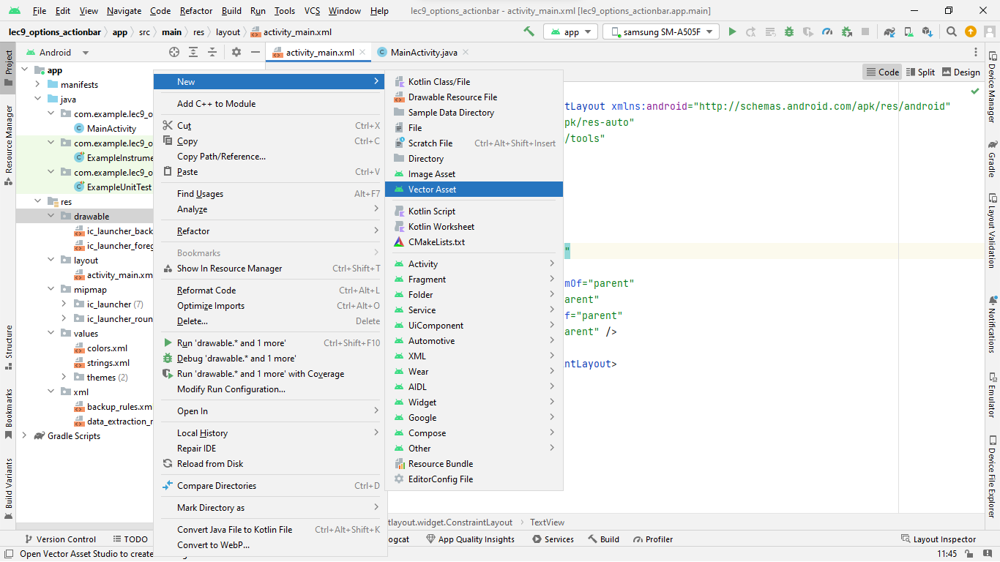 File Edit View Navigate Code Refactor Build Run Tools VCS Window Help lec9_options_actionbar - activity_main.xml [lec9_options_actionbar.app.main]
lec9_options_actionbar app src main res layout activity_main.xml app samsung SM-A505F
Project
Resource Manager
Structure
Bookmarks
Build Variants
Android
activity_main.xml
MainActivity.java
Code Split Design
app
manifests
java
com.example.lec9_o
MainActivity
com.example.lec9_o
ExampleInstrume
com.example.lec9_o
ExampleUnitTest
res
drawable
ic_launcher_back
ic_launcher_foreg
layout
activity_main.xm
mipmap
ic_launcher (7)
ic_launcher_roun
values
colors.xml
strings.xml
themes (2)
xml
backup_rules.xm
data_extraction_r
Gradle Scripts
New
Add C++ to Module
Cut Ctrl+X
Copy Ctrl+C
Copy Path/Reference...
Paste Ctrl+V
Find Usages Alt+F7
Analyze
Refactor
Bookmarks
Show In Resource Manager Ctrl+Shift+T
Reformat Code Ctrl+Alt+L
Optimize Imports Ctrl+Alt+O
Delete... Delete
Run 'drawable.* and 1 more' Ctrl+Shift+F10
Debug 'drawable.* and 1 more'
Run 'drawable.* and 1 more' with Coverage
Modify Run Configuration...
Open In
Local History
Repair IDE
Reload from Disk
Compare Directories Ctrl+D
Mark Directory as
Convert Java File to Kotlin File Ctrl+Alt+Shift+K
Convert to WebP...
Kotlin Class/File
Drawable Resource File
Sample Data Directory
File
Scratch File Ctrl+Alt+Shift+Insert
Directory
Image Asset
Vector Asset
Kotlin Script
Kotlin Worksheet
CMakeLists.txt
Activity
Fragment
Folder
Service
UiComponent
Automotive
XML
Wear
AIDL
Widget
Google
Compose
Other
Resource Bundle
EditorConfig File
tLayout xmlns:android="http://schemas.android.com/apk/res/android"
pk/res-auto"
/tools"
"
mOf="parent"
arent"
f="parent"
arent" />
ntLayout>
Device Manager
Gradle
Layout Validation
Notifications
Emulator
Device File Explorer
tlayout.widget.ConstraintLayout TextView
Version Control TODO ogcat App Quality Insights Services Build Profiler Layout Inspector
Open Vector Asset Studio to create 11:45